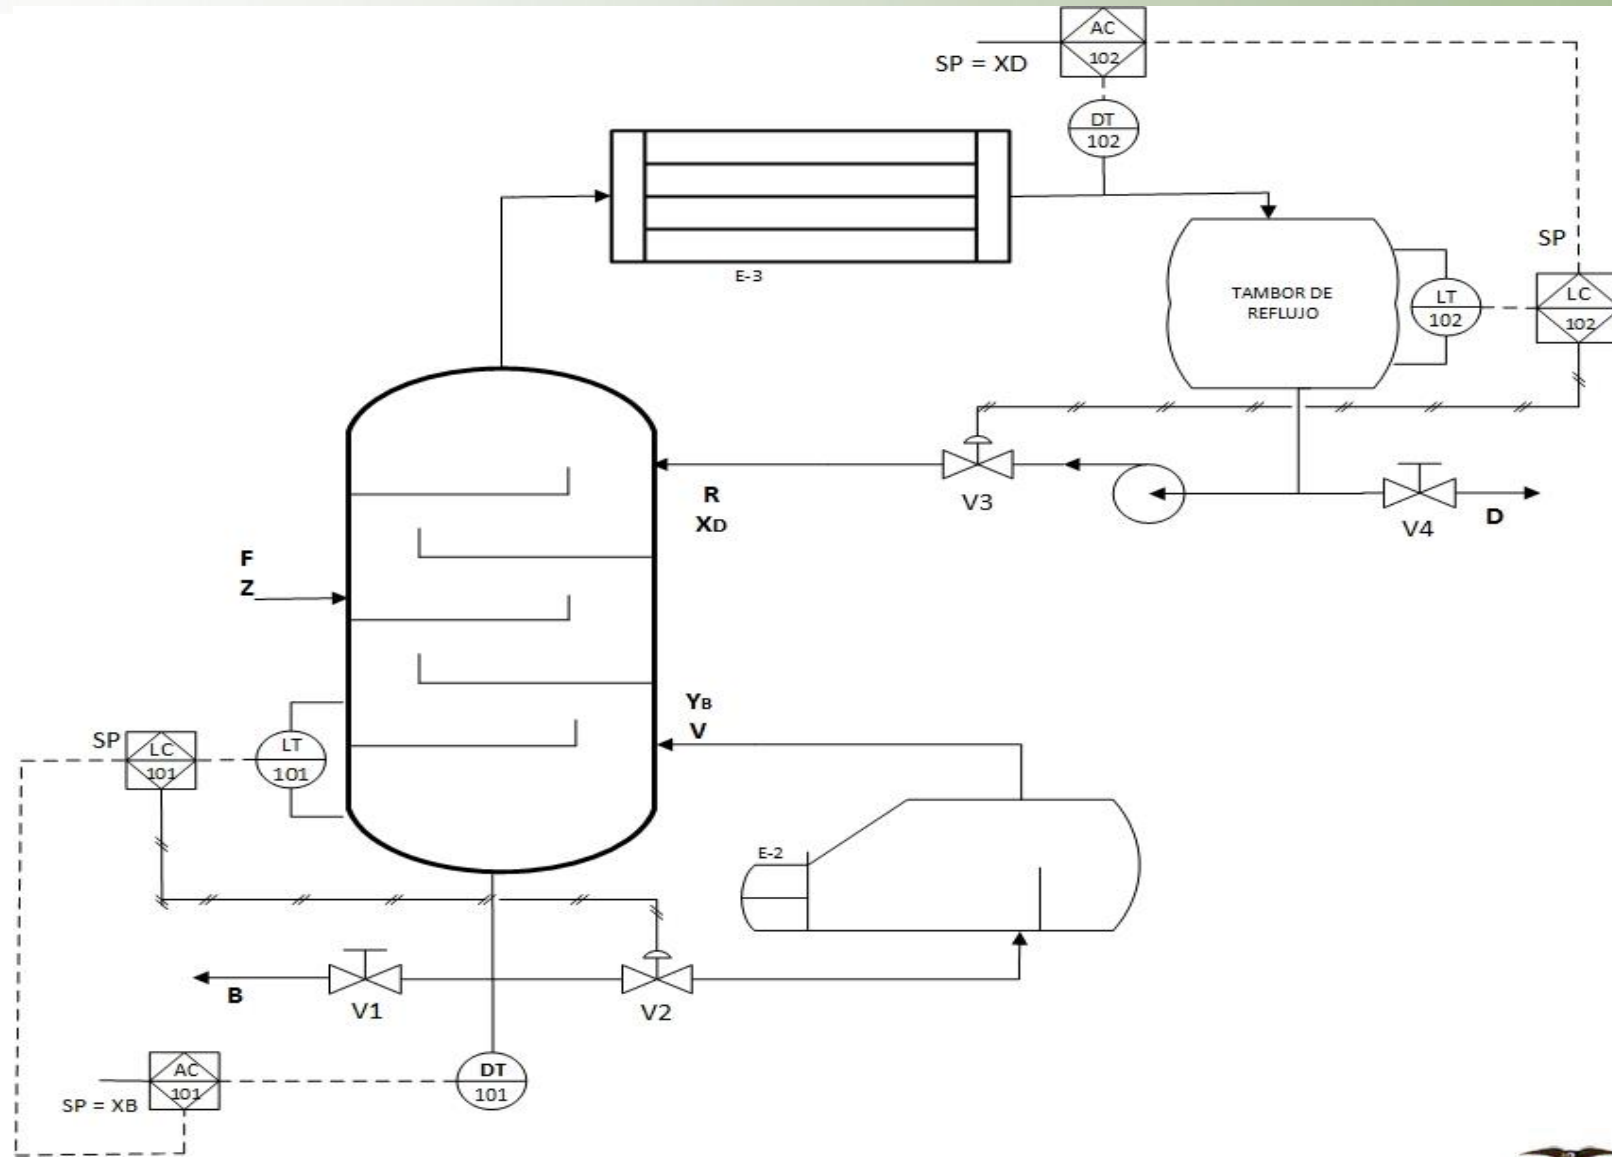 AC
102
SP = XD
DT
102
E-3
SP
TAMBOR DE
REFLUJO
LT
102
LC
102
R
XD
V3
V4
D
F
Z
YB
V
SP
LC
101
LT
101
E-2
B
V1
V2
AC
101
SP = XB
DT
101